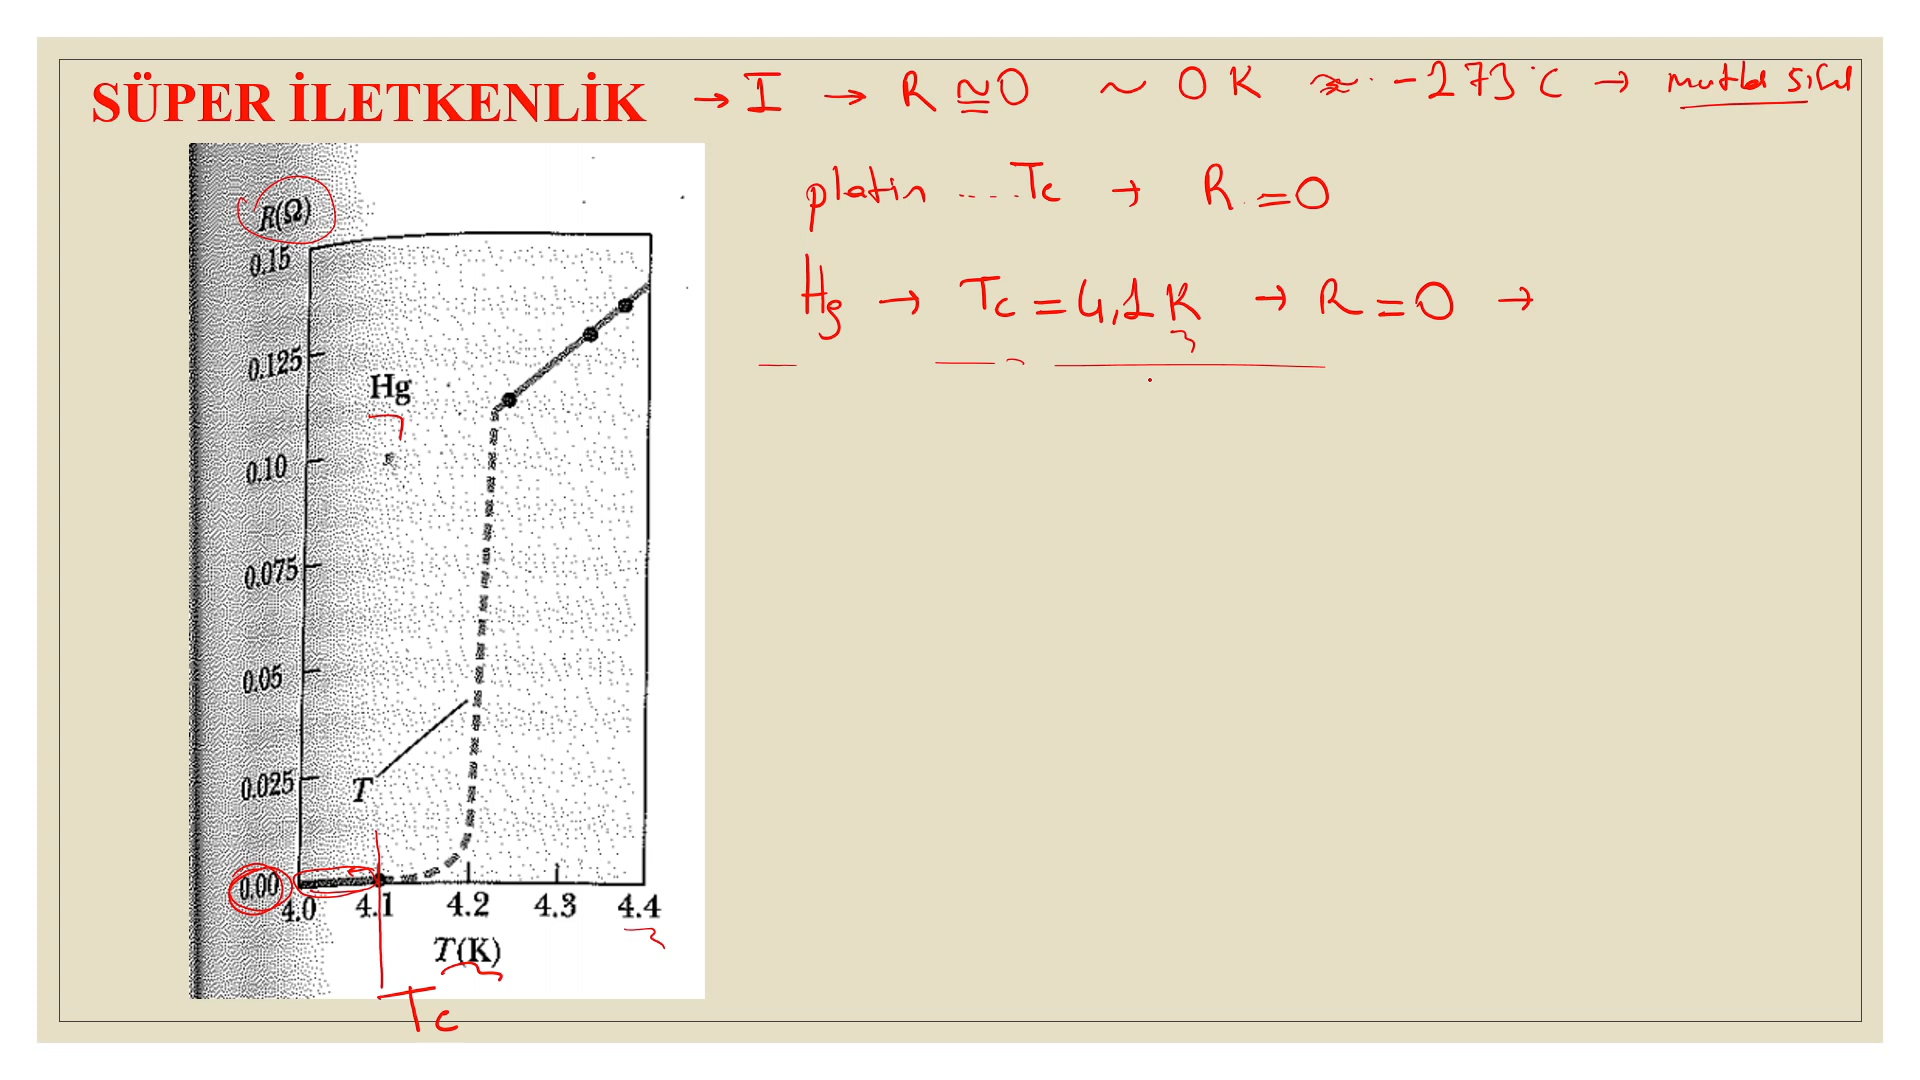 SÜPER İLETKENLİK → I → R ≅ 0 ~ 0 K ≈ -273°C → mutlak sıfır
platin ....Tc → R = 0
Hg → Tc = 4,1 K → R = 0 →
R(Ω)
0.15
0.125
Hg
0.10
0.075
0.05
0.025
T
0.00
4.0 4.1 4.2 4.3 4.4
T(K)
Tc